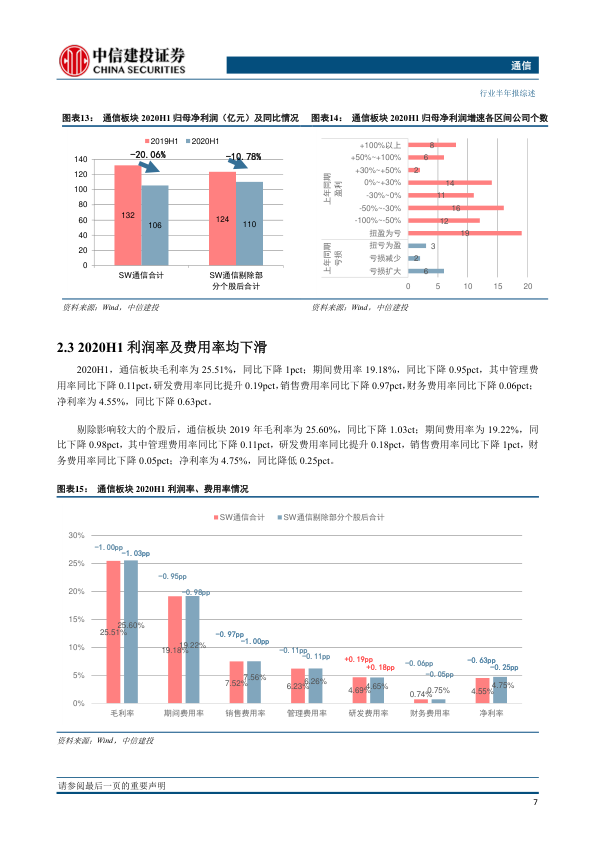 中信建投证券
CHINA SECURITIES
通信
行业半年报综述
图表13： 通信板块 2020H1 归母净利润（亿元）及同比情况
2019H1 2020H1
-20.06%
-10.78%
140
120
100
80
60
40
20
0
132
106
124
110
SW通信合计
SW通信剔除部
分个股后合计
资料来源：Wind，中信建投
图表14： 通信板块 2020H1 归母净利润增速各区间公司个数
上年同期
盈利
+100%以上 8
+50%~+100% 6
+30%~+50% 2
0%~+30% 14
-30%~0% 11
-50%~-30% 16
-100%~-50% 12
扭盈为亏 19
上年同期
亏损
扭亏为盈 3
亏损减少 2
亏损扩大 6
0 5 10 15 20
资料来源：Wind，中信建投
2.3 2020H1 利润率及费用率均下滑
2020H1，通信板块毛利率为 25.51%，同比下降 1pct；期间费用率 19.18%，同比下降 0.95pct，其中管理费
用率同比下降 0.11pct，研发费用率同比提升 0.19pct，销售费用率同比下降 0.97pct，财务费用率同比下降 0.06pct；
净利率为 4.55%，同比下降 0.63pct。
剔除影响较大的个股后，通信板块 2019 年毛利率为 25.60%，同比下降 1.03ct；期间费用率为 19.22%，同
比下降 0.98pct，其中管理费用率同比下降 0.11pct，研发费用率同比提升 0.18pct，销售费用率同比下降 1pct，财
务费用率同比下降 0.05pct；净利率为 4.75%，同比降低 0.25pct。
图表15： 通信板块 2020H1 利润率、费用率情况
SW通信合计 SW通信剔除部分个股后合计
30%
25%
20%
15%
10%
5%
0%
-1.00pp
-1.03pp
-0.95pp
-0.98pp
-0.97pp
-1.00pp
-0.11pp
-0.11pp
+0.19pp
+0.18pp
-0.06pp
-0.05pp
-0.63pp
-0.25pp
25.51% 25.60%
19.18% 19.22%
7.52% 7.56%
6.23% 6.26%
4.69% 4.65%
0.74% 0.75%
4.55% 4.75%
毛利率 期间费用率 销售费用率 管理费用率 研发费用率 财务费用率 净利率
资料来源：Wind，中信建投
请参阅最后一页的重要声明
7